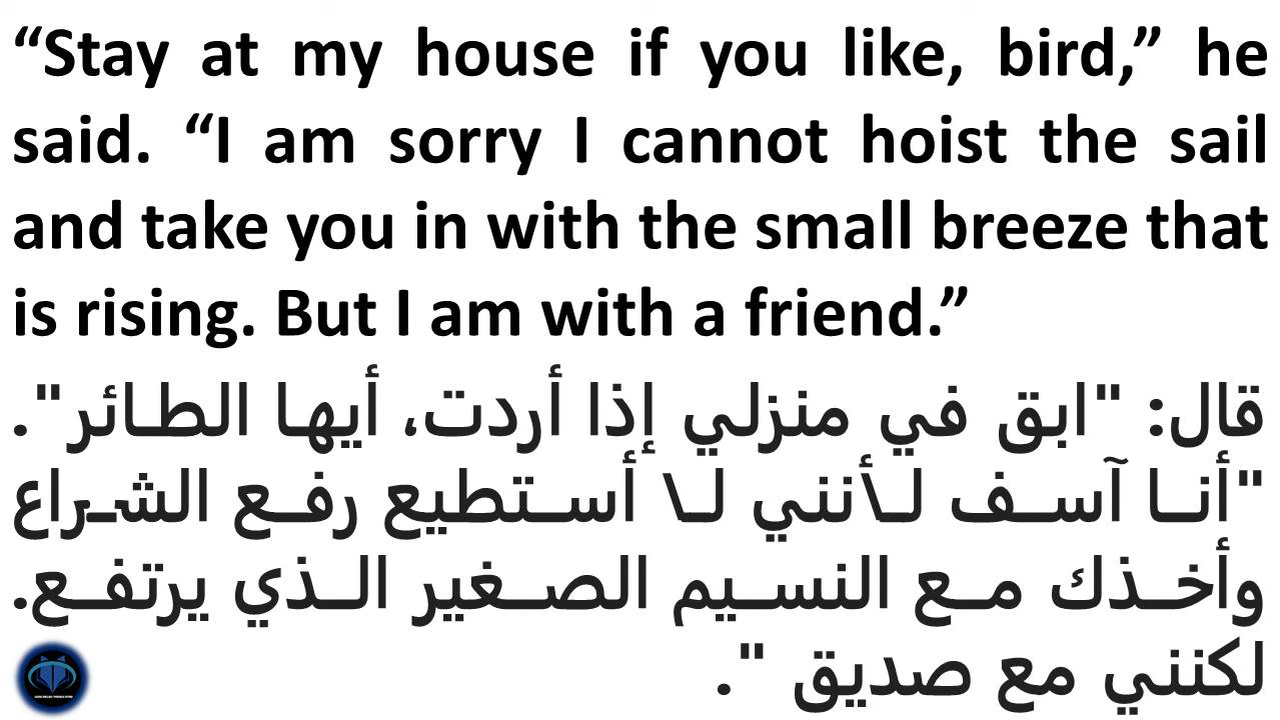 “Stay at my house if you like, bird,” he
said. “I am sorry I cannot hoist the sail
and take you in with the small breeze that
is rising. But I am with a friend.”
قال: "ابق في منزلي إذا أردت، أيها الطائر".
"أنا آسف لأنني لا أستطيع رفع الشراع
وأخذك مع النسيم الصغير الذي يرتفع.
لكنني مع صديق ".